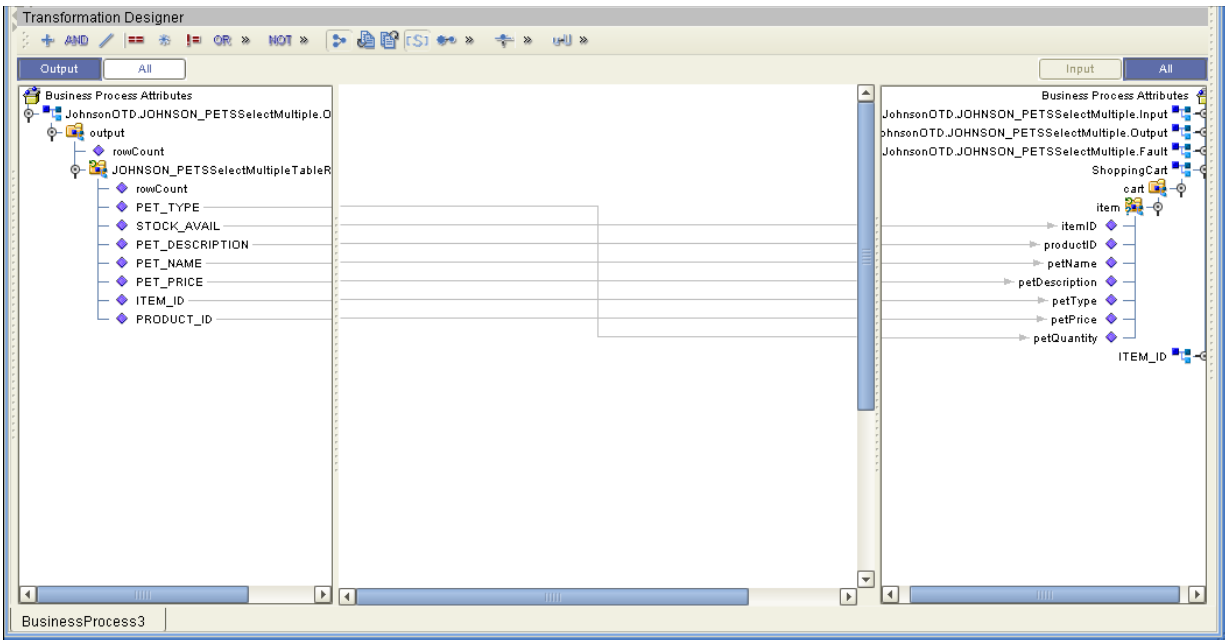 Transformation Designer
AND == != OR » NOT » [S] » » »
Output All Input All
Business Process Attributes
JohnsonOTD.JOHNSON_PETSSelectMultiple.O
output
rowCount
JOHNSON_PETSSelectMultipleTableR
rowCount
PET_TYPE
STOCK_AVAIL
PET_DESCRIPTION
PET_NAME
PET_PRICE
ITEM_ID
PRODUCT_ID
Business Process Attributes
JohnsonOTD.JOHNSON_PETSSelectMultiple.Input
ohnsonOTD.JOHNSON_PETSSelectMultiple.Output
JohnsonOTD.JOHNSON_PETSSelectMultiple.Fault
ShoppingCart
cart
item
itemID
productID
petName
petDescription
petType
petPrice
petQuantity
ITEM_ID
BusinessProcess3